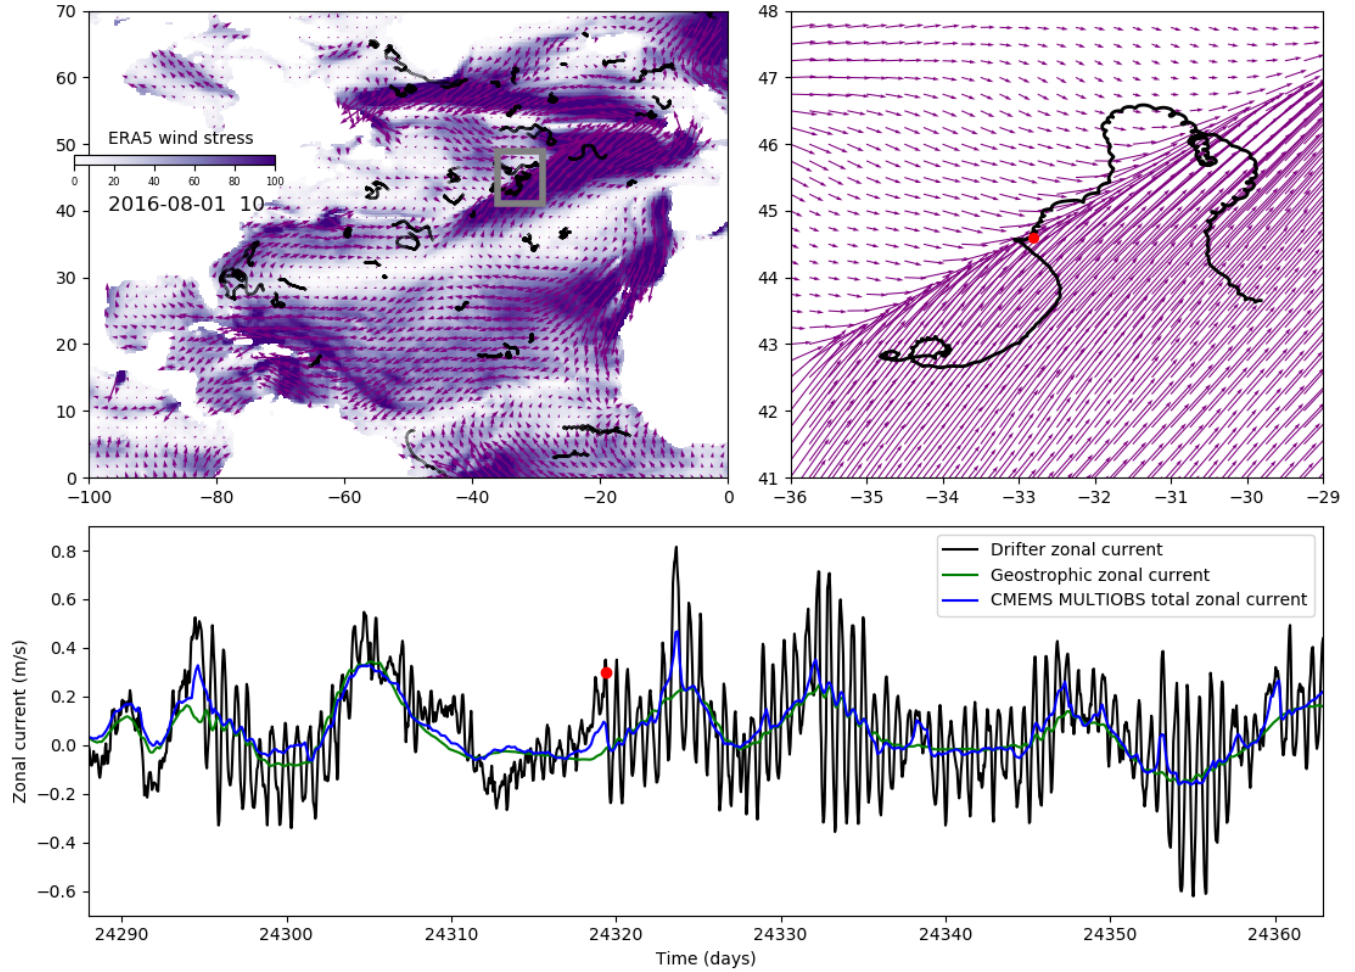 70
60
50
40
30
20
10
0
ERA5 wind stress
0 20 40 60 80 100
2016-08-01 10
−100 −80 −60 −40 −20 0
48
47
46
45
44
43
42
41
−36 −35 −34 −33 −32 −31 −30 −29
Zonal current (m/s)
0.8
0.6
0.4
0.2
0.0
−0.2
−0.4
−0.6
Drifter zonal current
Geostrophic zonal current
CMEMS MULTIOBS total zonal current
24290 24300 24310 24320 24330 24340 24350 24360
Time (days)